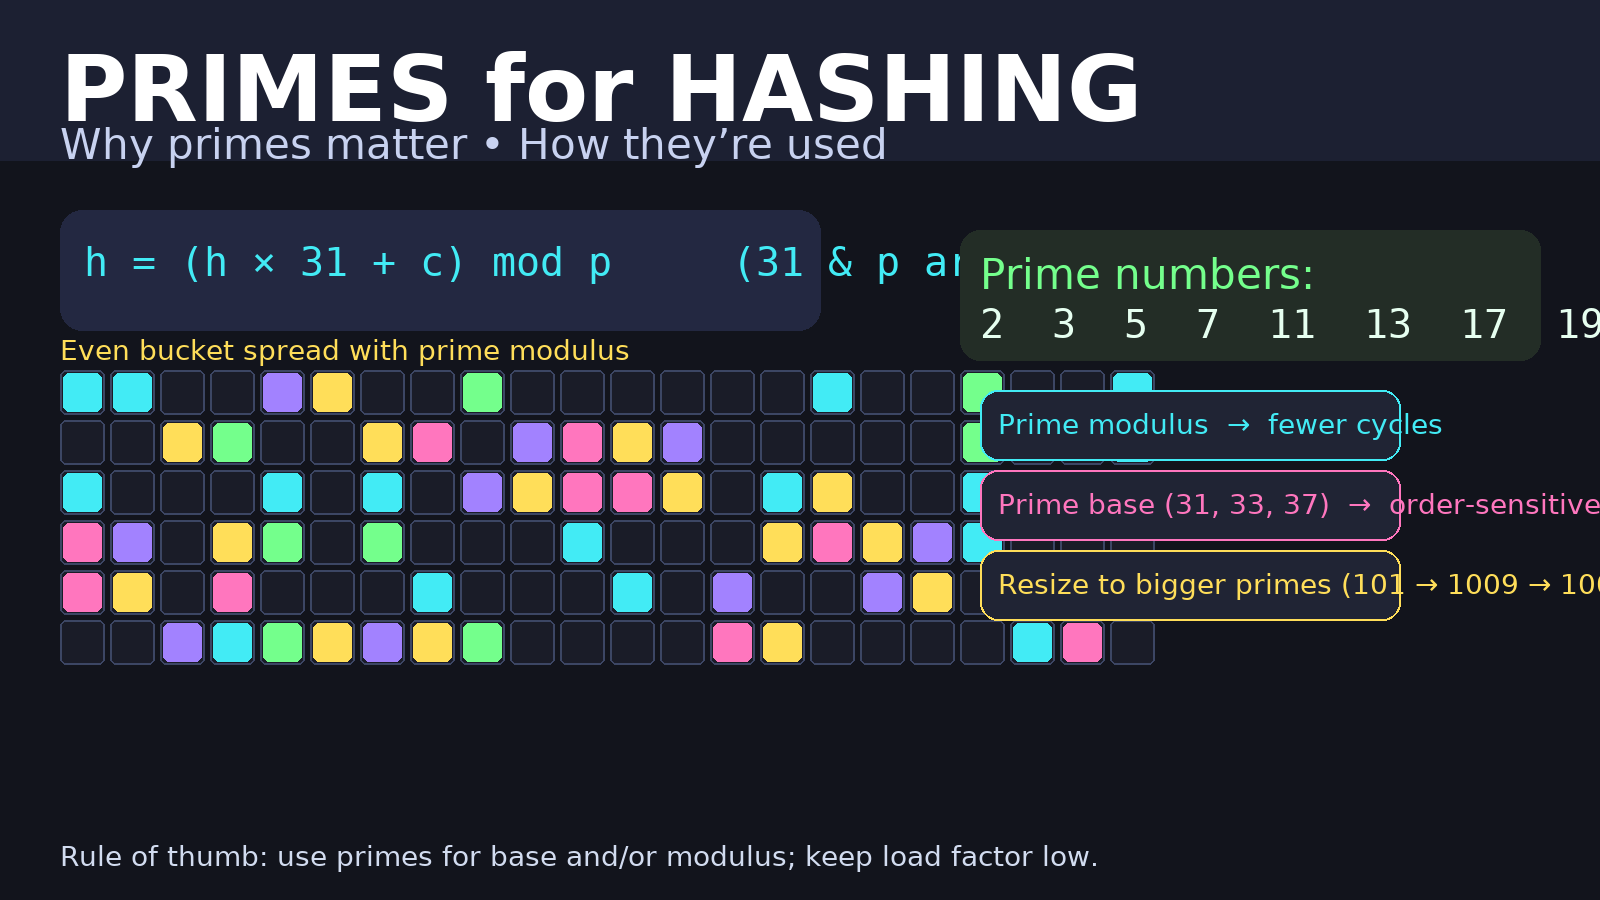 PRIMES for HASHING
Why primes matter • How they’re used
h = (h × 31 + c) mod p (31 & p
Prime numbers:
2 3 5 7 11 13 17 19
Even bucket spread with prime modulus
Prime modulus → fewer cycles
Prime base (31, 33, 37) → order-sensitive
Resize to bigger primes (101 → 1009 →
Rule of thumb: use primes for base and/or modulus; keep load factor low.